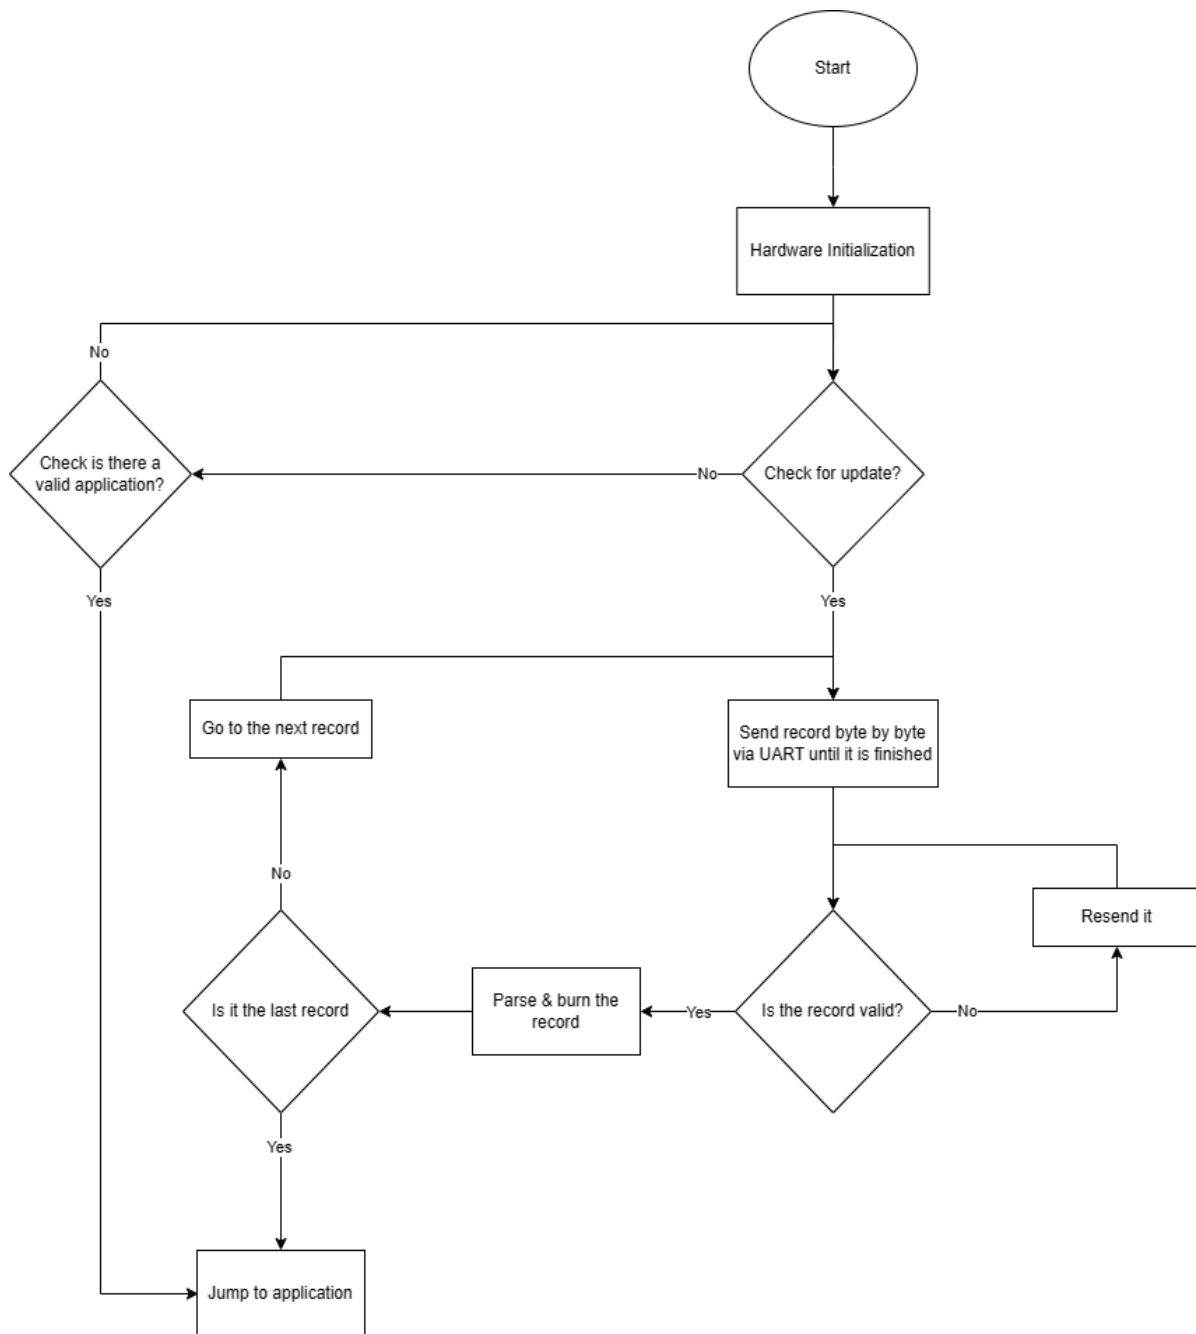 Start
Hardware Initialization
No
Check is there a
valid application?
No
Check for update?
Yes
Yes
Go to the next record
Send record byte by byte
via UART until it is finished
No
Resend it
Is it the last record
Parse & burn the
record
Yes
Is the record valid?
No
Yes
Jump to application